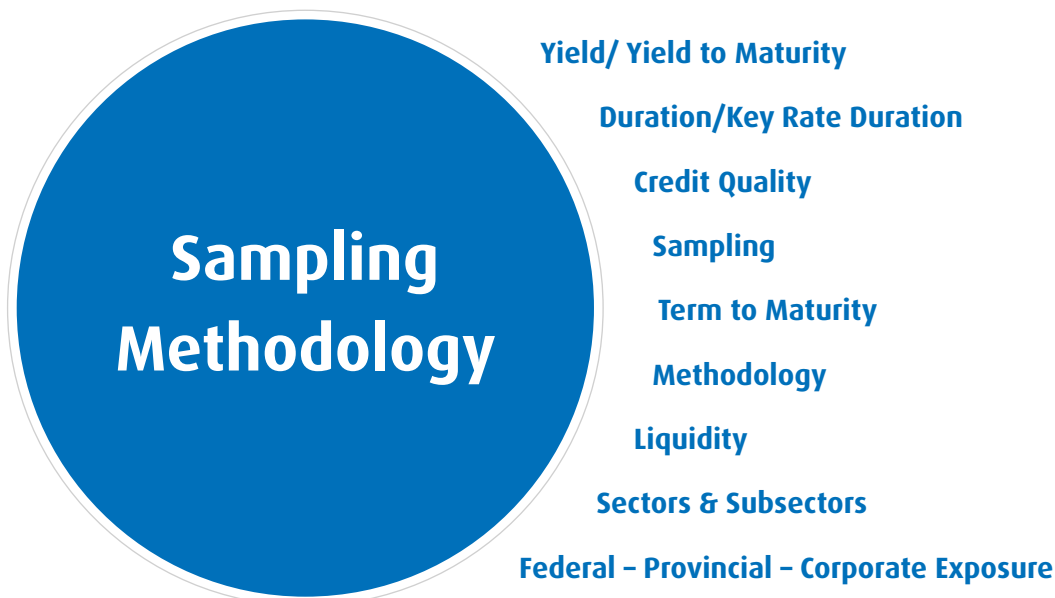 Sampling
Methodology
Yield/ Yield to Maturity
Duration/Key Rate Duration
Credit Quality
Sampling
Term to Maturity
Methodology
Liquidity
Sectors & Subsectors
Federal – Provincial – Corporate Exposure